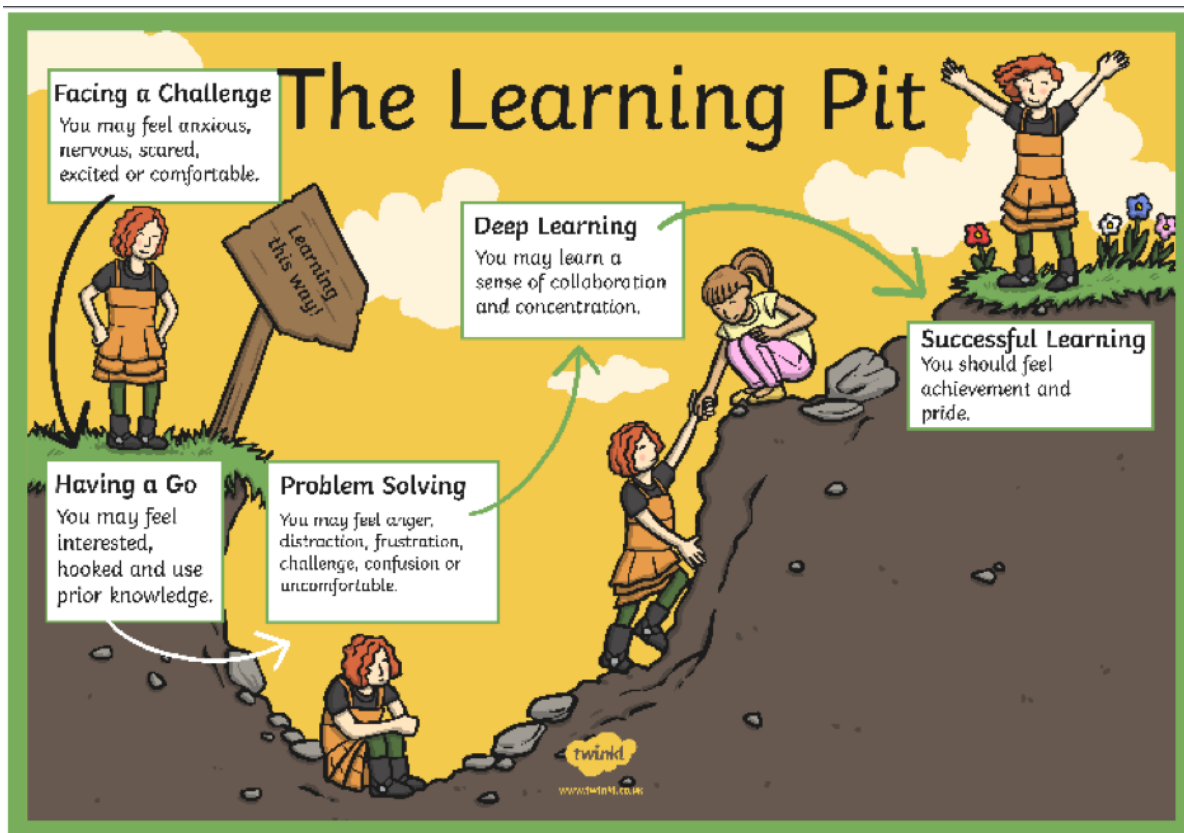 The Learning Pit
Facing a Challenge
You may feel anxious,
nervous, scared,
excited or comfortable.
Learning
this way!
Having a Go
You may feel
interested,
hooked and use
prior knowledge.
Problem Solving
You may feel anger,
distraction, frustration,
challenge, confusion or
uncomfortable.
Deep Learning
You may learn a
sense of collaboration
and concentration.
Successful Learning
You should feel
achievement and
pride.
twinkl
www.twinkl.co.uk